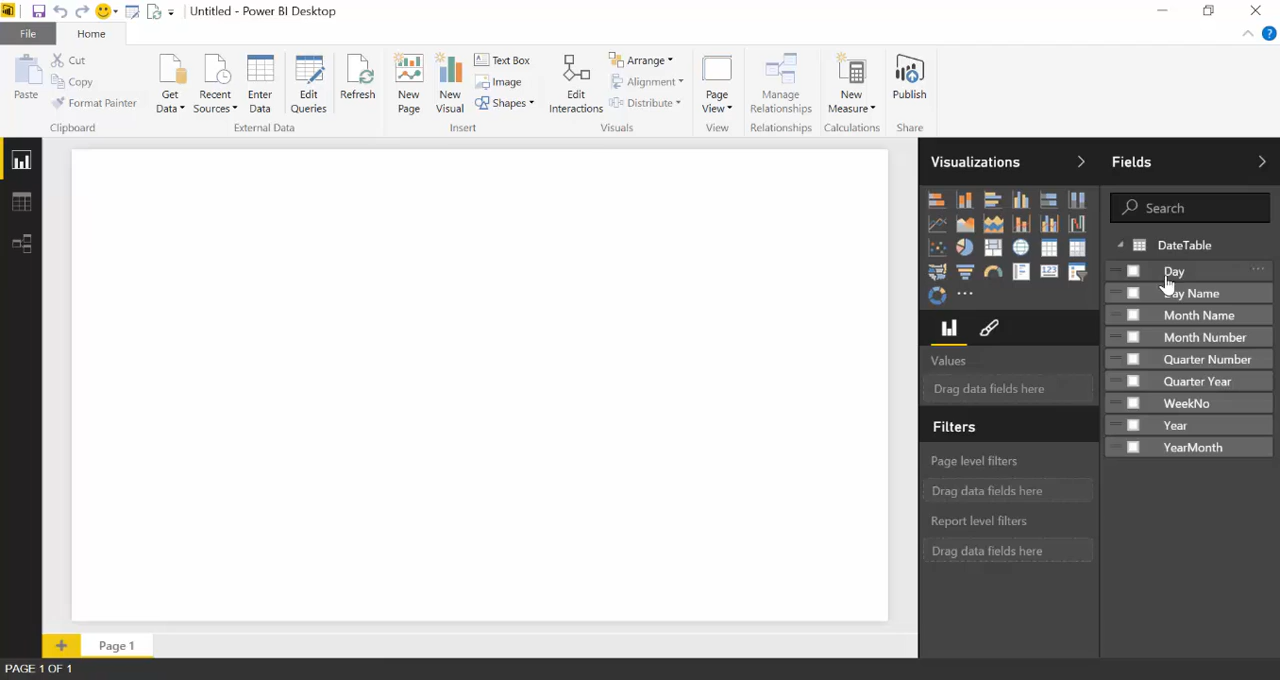 Untitled - Power BI Desktop
File
Home
Paste
Cut
Copy
Format Painter
Clipboard
Get Data
Recent Sources
Enter Data
Edit Queries
Refresh
External Data
New Page
New Visual
Text Box
Image
Shapes
Insert
Edit Interactions
Arrange
Alignment
Distribute
Visuals
Page View
View
Manage Relationships
Relationships
New Measure
Calculations
Publish
Share
Visualizations
Values
Drag data fields here
Filters
Page level filters
Drag data fields here
Report level filters
Drag data fields here
Fields
Search
DateTable
Day
Day Name
Month Name
Month Number
Quarter Number
Quarter Year
WeekNo
Year
YearMonth
Page 1
PAGE 1 OF 1